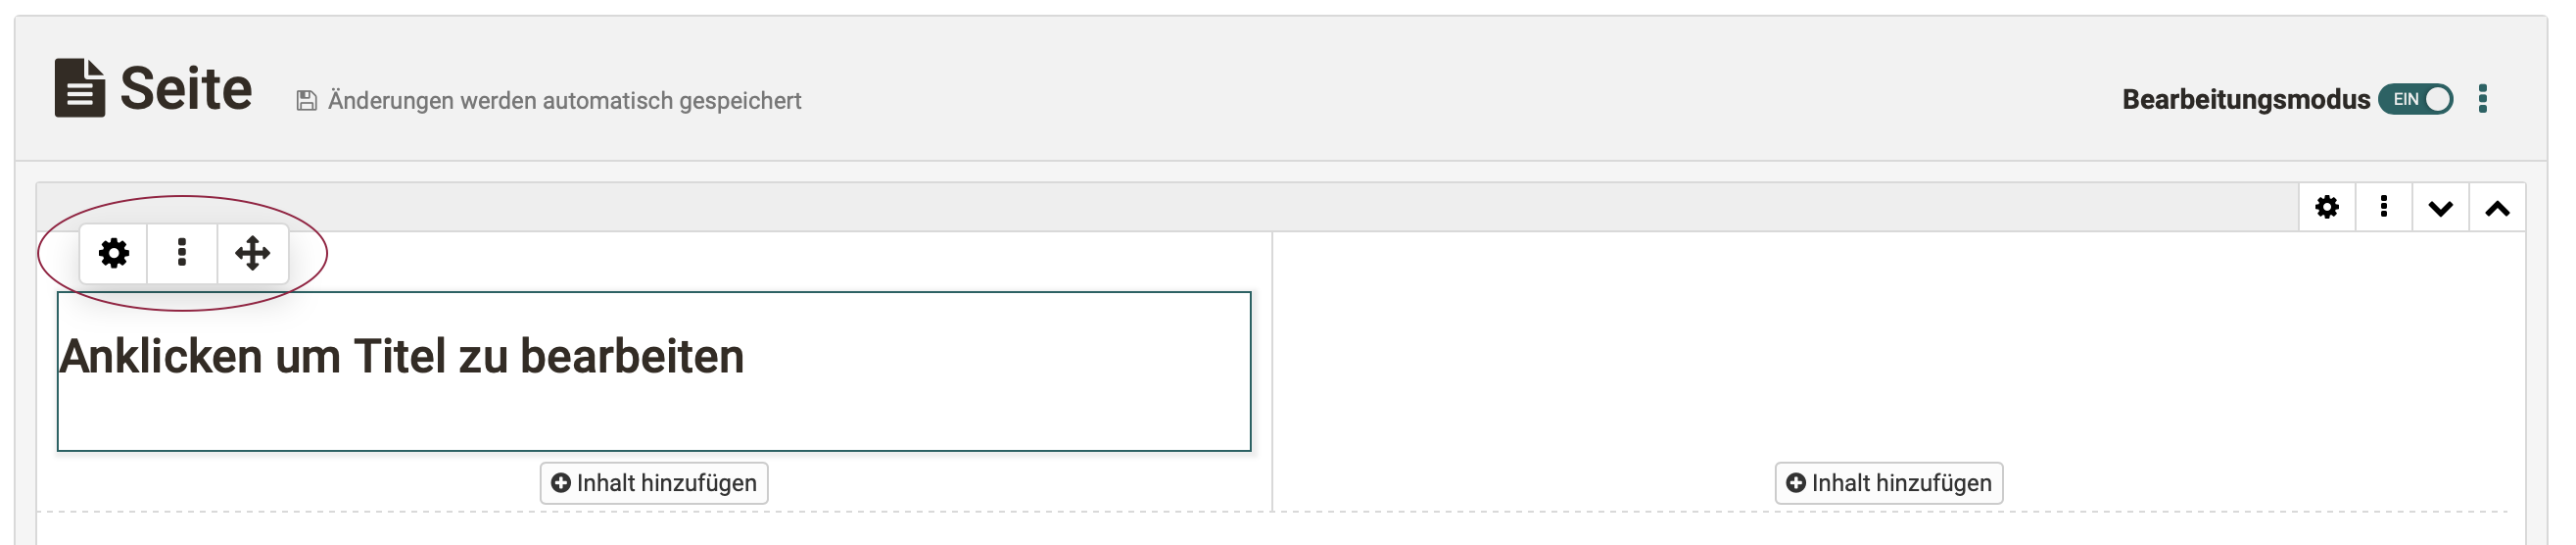 Seite
Änderungen werden automatisch gespeichert
Bearbeitungsmodus EIN
Anklicken um Titel zu bearbeiten
Inhalt hinzufügen
Inhalt hinzufügen